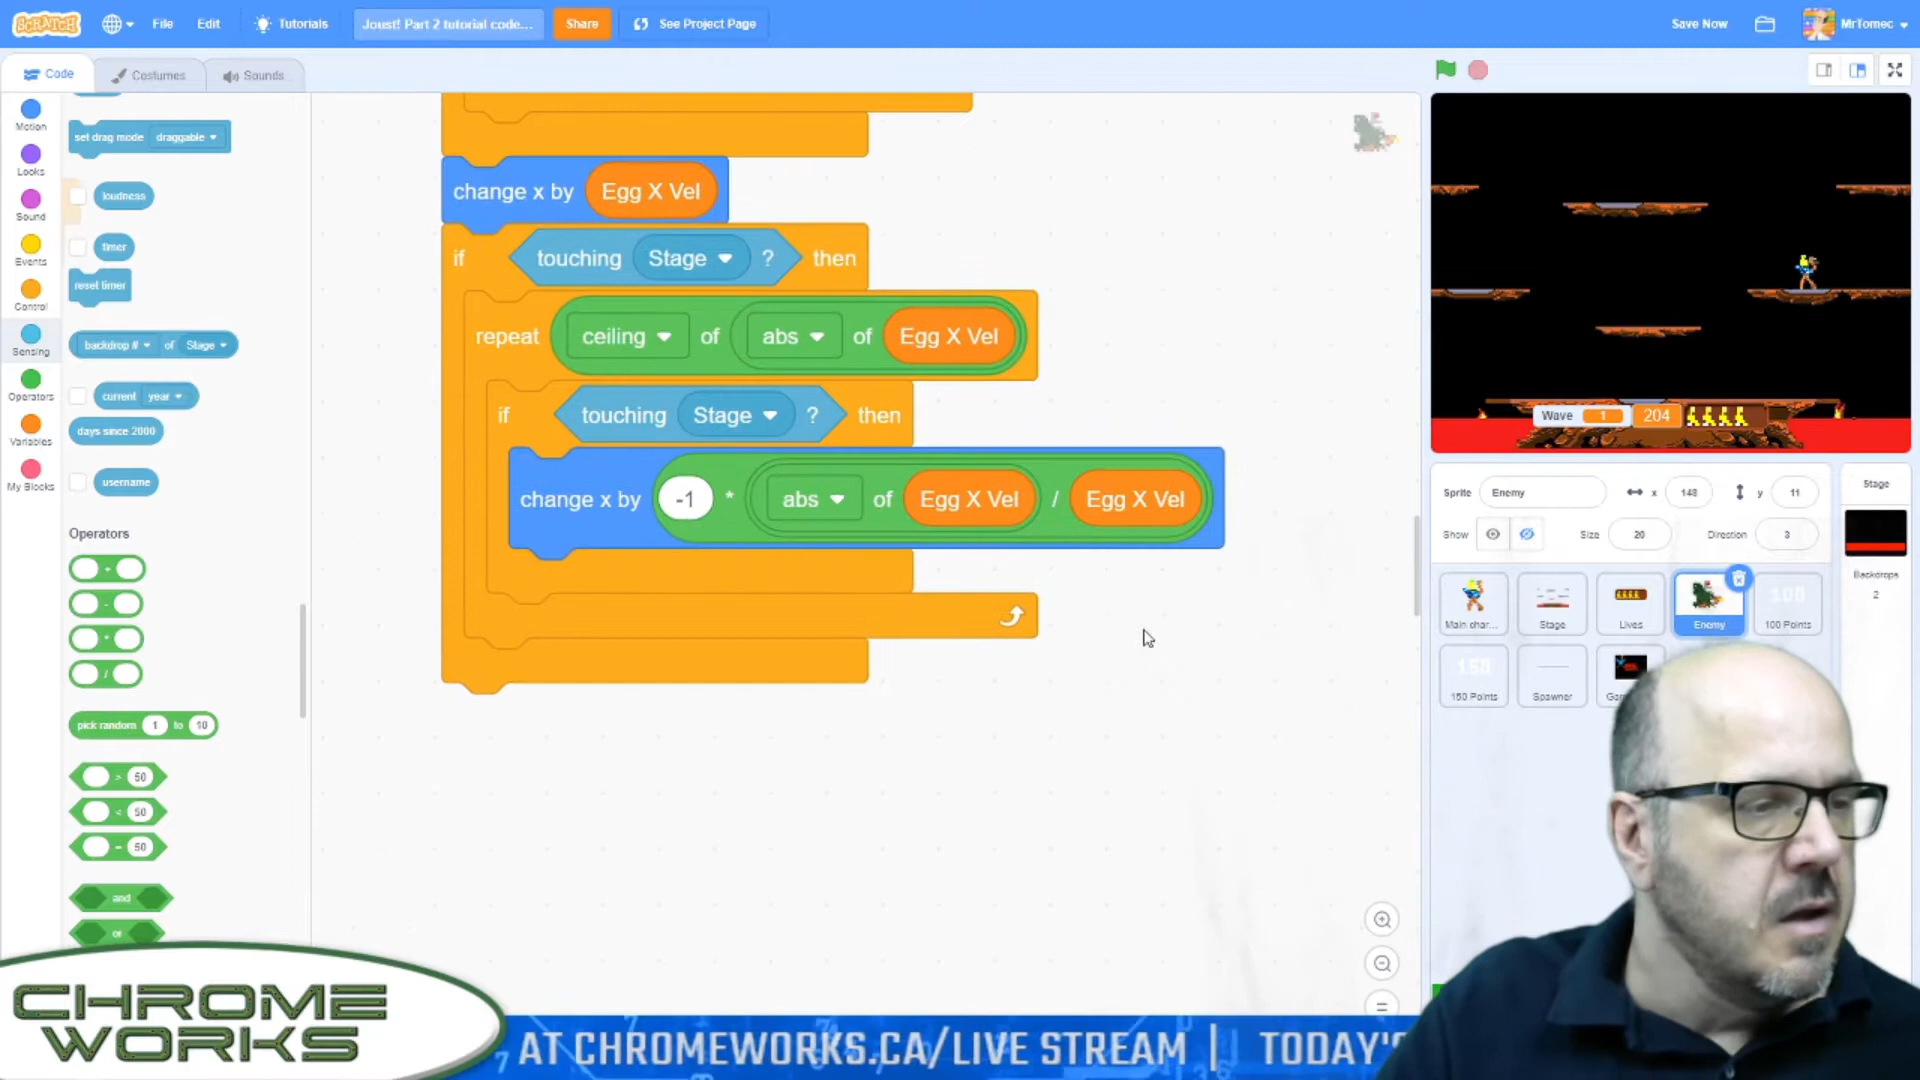 SCRATCH
File
Edit
Tutorials
Joust! Part 2 tutorial code...
Share
See Project Page
Save Now
MrTomec
Code
Costumes
Sounds
Motion
Looks
Sound
Events
Control
Sensing
Operators
Variables
My Blocks
set drag mode draggable
loudness
timer
reset timer
backdrop # of Stage
current year
days since 2000
username
Operators
+
-
*
/
pick random 1 to 10
> 50
< 50
= 50
and
or
change x by Egg X Vel
if touching Stage ? then
repeat ceiling of abs of Egg X Vel
if touching Stage ? then
change x by -1 * abs of Egg X Vel / Egg X Vel
Wave 1 204
Sprite Enemy x 148 y 11
Show Size 20 Direction 3
Stage
Backdrops
2
Main char...
Stage
Lives
Enemy
100
100 Points
150
150 Points
Spawner
CHROME
WORKS
AT CHROMEWORKS.CA/LIVE STREAM | TODAY'S